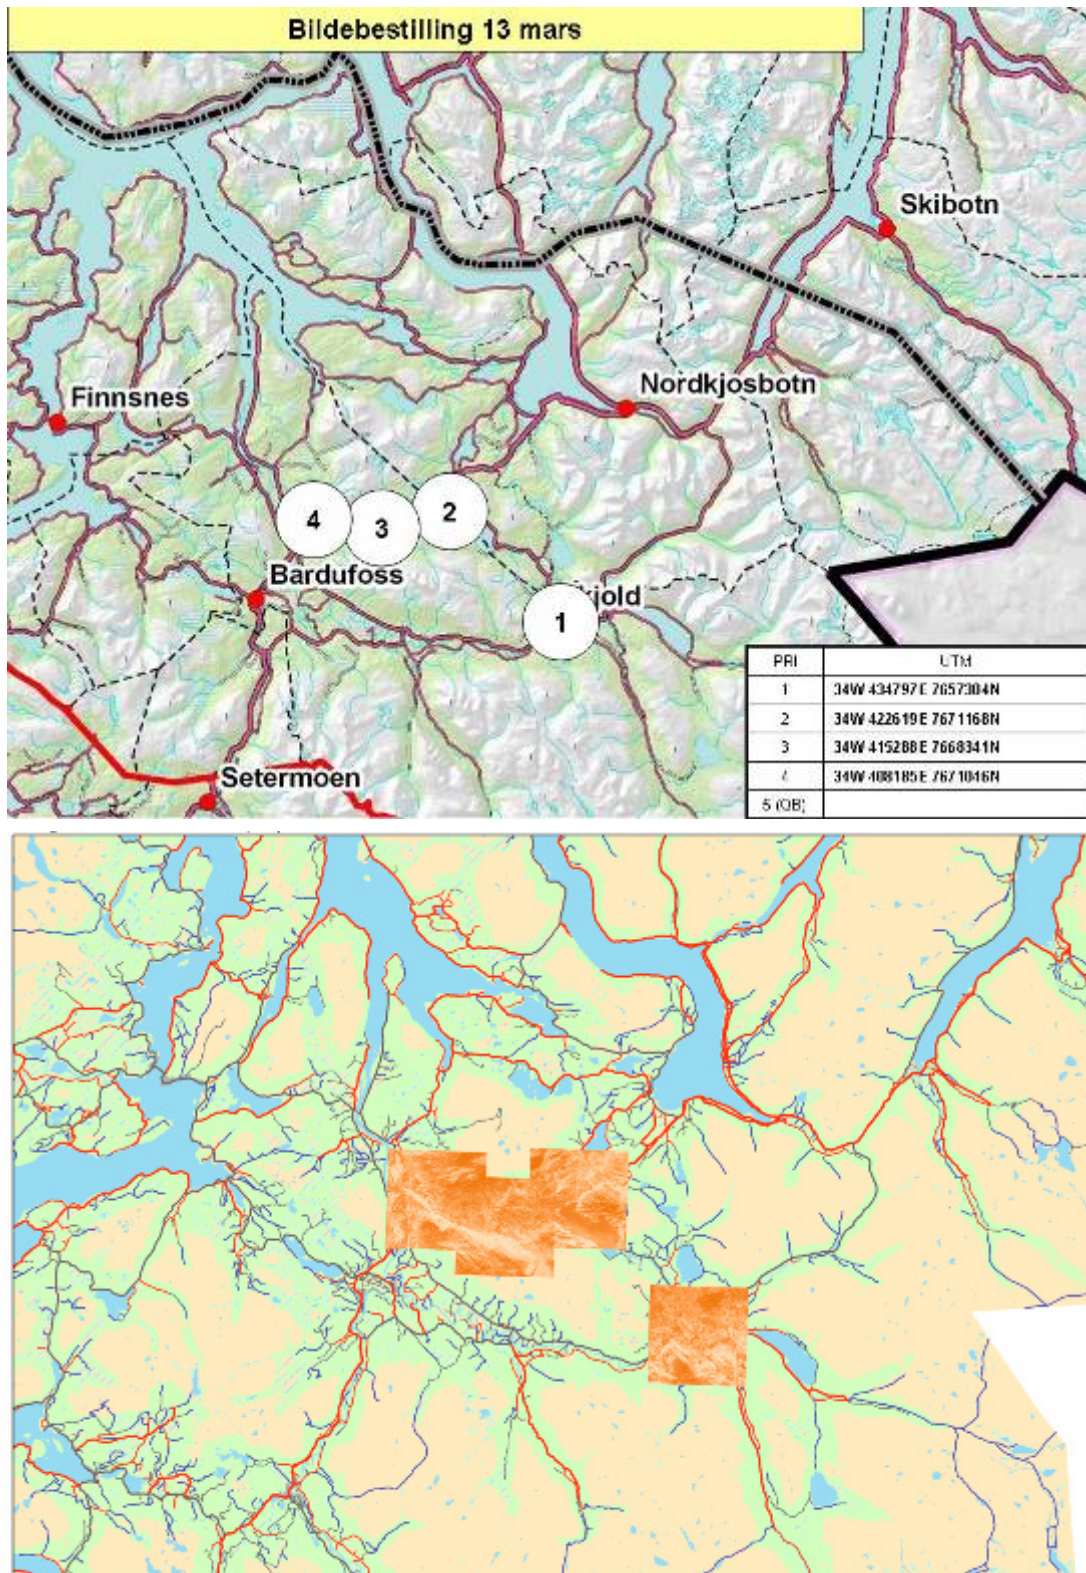 Bildebestilling 13 mars
Skibotn
Finnsnes
Nordkjosbotn
4
3
2
Bardufoss
1
kjold
Setermoen
PRI UTM
1 34W 434797E 7657304N
2 34W 422619E 7671168N
3 34W 415288E 7668341N
4 34W 408185E 7671046N
5 (OB)